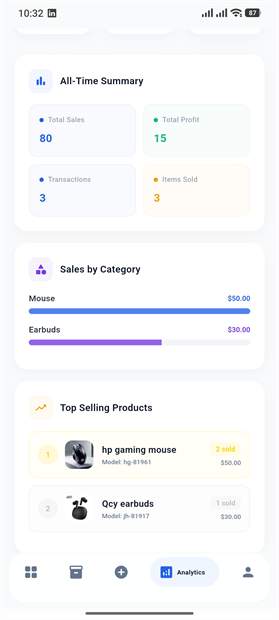 10:32 in 87
All-Time Summary
Total Sales
80
Total Profit
15
Transactions
3
Items Sold
3
Sales by Category
Mouse $50.00
Earbuds $30.00
Top Selling Products
1 hp gaming mouse 2 sold
Model: hg-81961 $50.00
2 Qcy earbuds 1 sold
Model: jh-81917 $30.00
Analytics